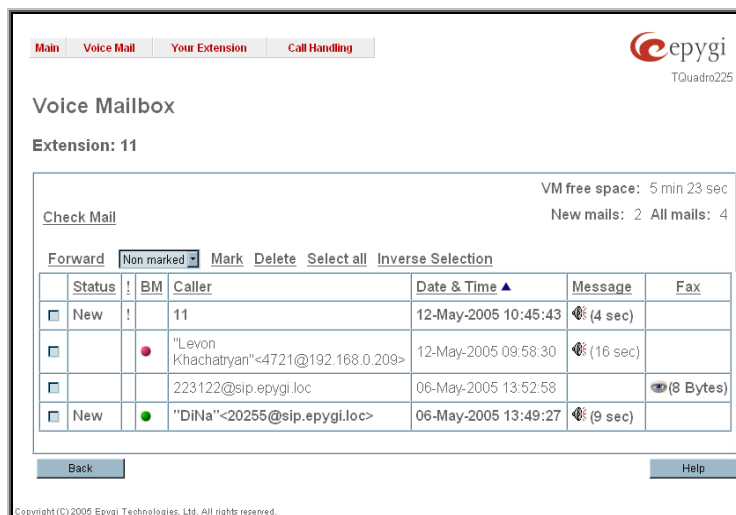 Main Voice Mail Your Extension Call Handling
epygi
TQuadro225
Voice Mailbox
Extension: 11
VM free space: 5 min 23 sec
Check Mail New mails: 2 All mails: 4
Forward Non marked Mark Delete Select all Inverse Selection
Status ! BM Caller Date & Time ▲ Message Fax
New ! 11 12-May-2005 10:45:43 (4 sec)
"Levon
Khachatryan"<4721@192.168.0.209> 12-May-2005 09:58:30 (16 sec)
223122@sip.epygi.loc 06-May-2005 13:52:58 (8 Bytes)
New "DiNa"<20255@sip.epygi.loc> 06-May-2005 13:49:27 (9 sec)
Back Help
Copyright (C) 2005 Epygi Technologies, Ltd. All rights reserved.